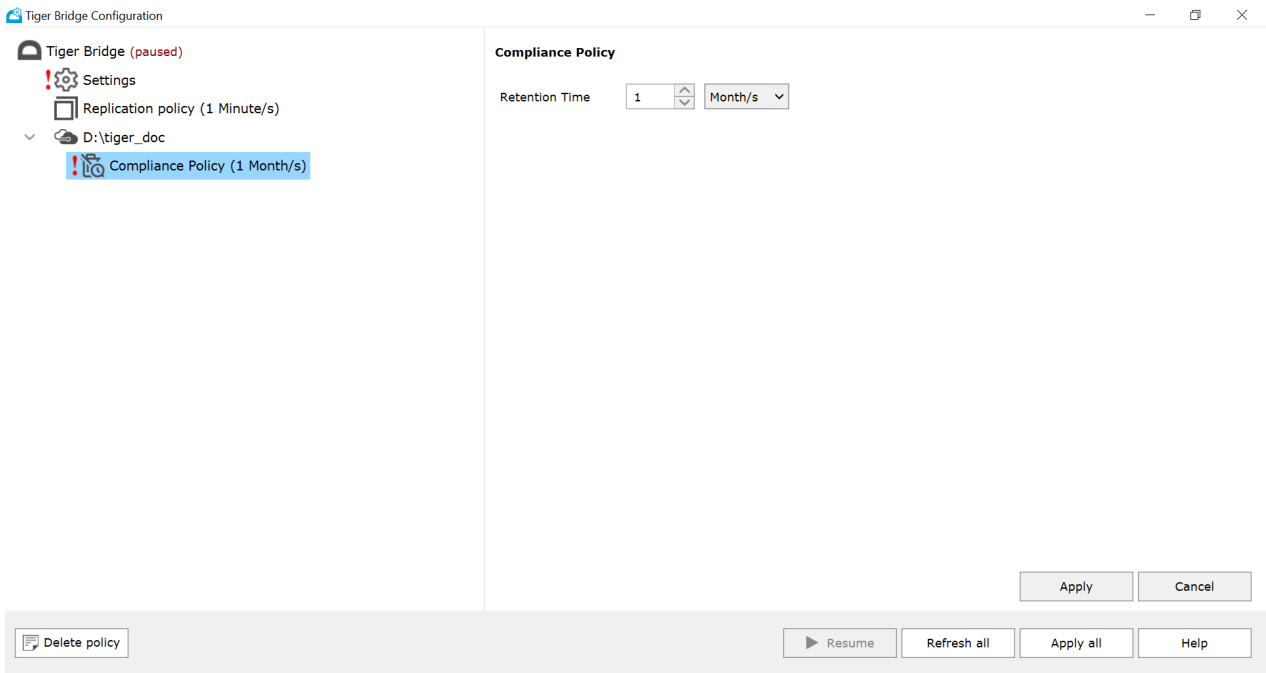 Tiger Bridge Configuration
Tiger Bridge (paused)
Settings
Replication policy (1 Minute/s)
D:\tiger_doc
Compliance Policy (1 Month/s)
Compliance Policy
Retention Time 1 Month/s
Apply Cancel
Delete policy Resume Refresh all Apply all Help